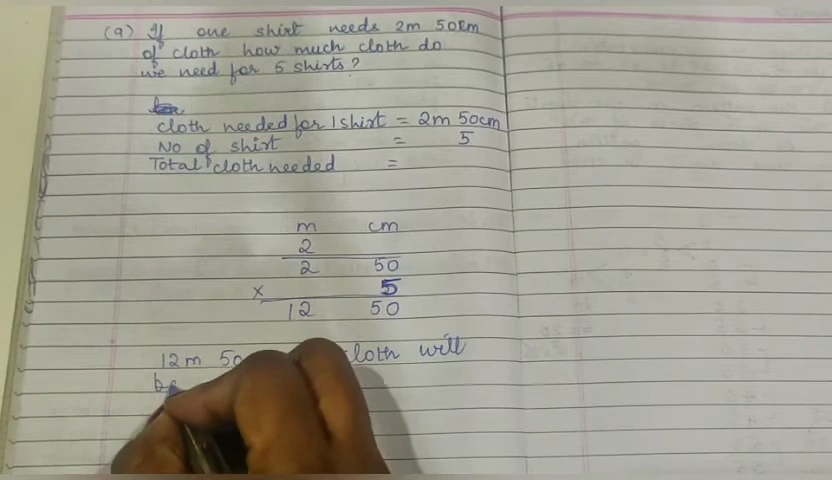 (a) If one shirt needs 2m 50cm
of cloth how much cloth do
we need for 5 shirts?
cloth needed for 1 shirt = 2m 50cm
No of shirt = 5
Total cloth needed =
m cm
2
2 50
x 5
12 50
12m 50 cloth will
be